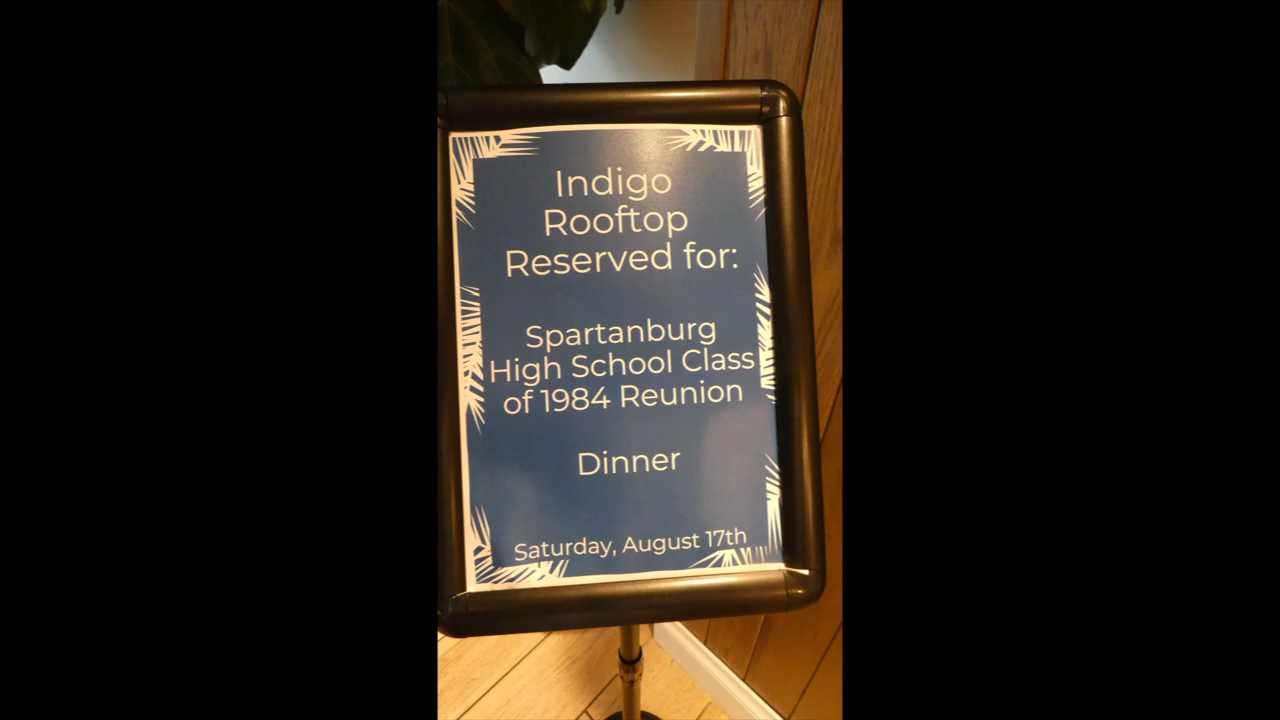 Indigo
Rooftop
Reserved for:
Spartanburg
High School Class
of 1984 Reunion
Dinner
Saturday, August 17th